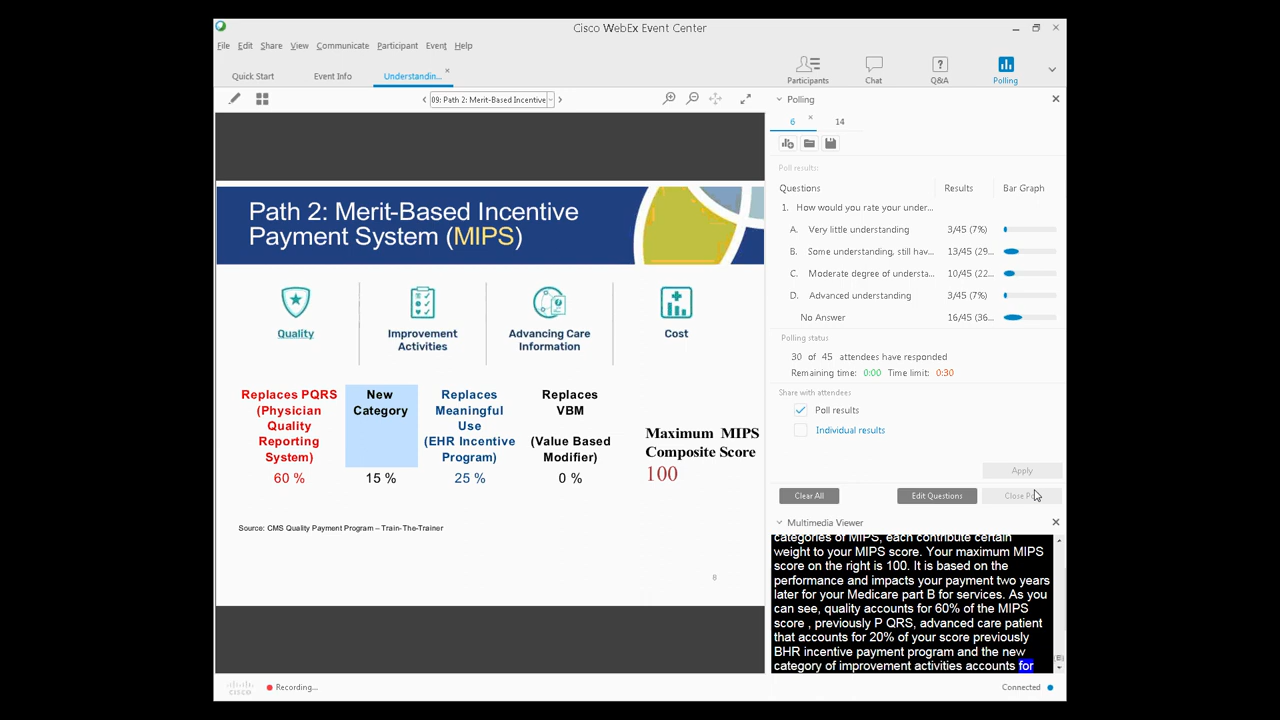 Cisco WebEx Event Center
File Edit Share View Communicate Participant Event Help
Quick Start Event Info Understandin...
Participants Chat Q&A Polling
09: Path 2: Merit-Based Incentive
Path 2: Merit-Based Incentive
Payment System (MIPS)
Quality
Improvement
Activities
Advancing Care
Information
Cost
Replaces PQRS
(Physician
Quality
Reporting
System)
60 %
New
Category
15 %
Replaces
Meaningful
Use
(EHR Incentive
Program)
25 %
Replaces
VBM
(Value Based
Modifier)
0 %
Maximum MIPS
Composite Score
100
Source: CMS Quality Payment Program – Train-The-Trainer
8
Polling
6 14
Poll results:
Questions Results Bar Graph
1. How would you rate your under...
A. Very little understanding 3/45 (7%)
B. Some understanding, still hav... 13/45 (29...
C. Moderate degree of understa... 10/45 (22...
D. Advanced understanding 3/45 (7%)
No Answer 16/45 (36...
Polling status
30 of 45 attendees have responded
Remaining time: 0:00 Time limit: 0:30
Share with attendees
Poll results
Individual results
Apply
Clear All Edit Questions Close
Multimedia Viewer
categories of MIPS, each contribute certain
weight to your MIPS score. Your maximum MIPS
score on the right is 100. It is based on the
performance and impacts your payment two years
later for your Medicare part B for services. As you
can see, quality accounts for 60% of the MIPS
score , previously P QRS, advanced care patient
that accounts for 20% of your score previously
BHR incentive payment program and the new
category of improvement activities accounts for
cisco Recording... Connected